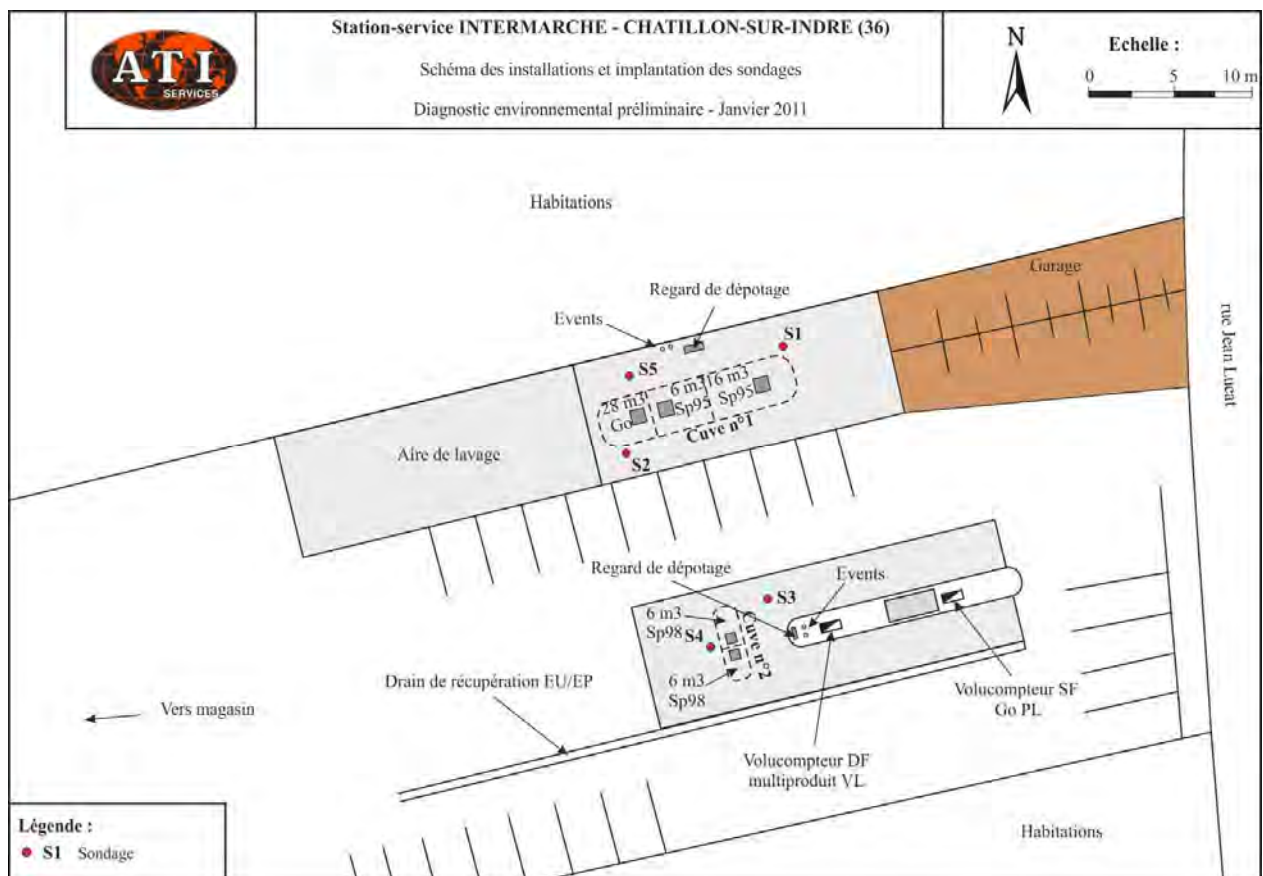 ATI
SERVICES
Station-service INTERMARCHE - CHATILLON-SUR-INDRE (36)
Schéma des installations et implantation des sondages
Diagnostic environnemental préliminaire - Janvier 2011
N
Echelle :
0 5 10 m
Habitations
Garage
rue Jean Lucat
Regard de dépotage
Events
S1
S5
28 m3
Go
6 m3
Sp95
16 m3
Sp95
Cuve n°1
S2
Aire de lavage
Regard de dépotage
Events
S3
6 m3
Sp98
S4
Cuve n°2
6 m3
Sp98
Drain de récupération EU/EP
Vers magasin
Volucompteur SF
Go PL
Volucompteur DF
multiproduit VL
Habitations
Légende :
S1 Sondage